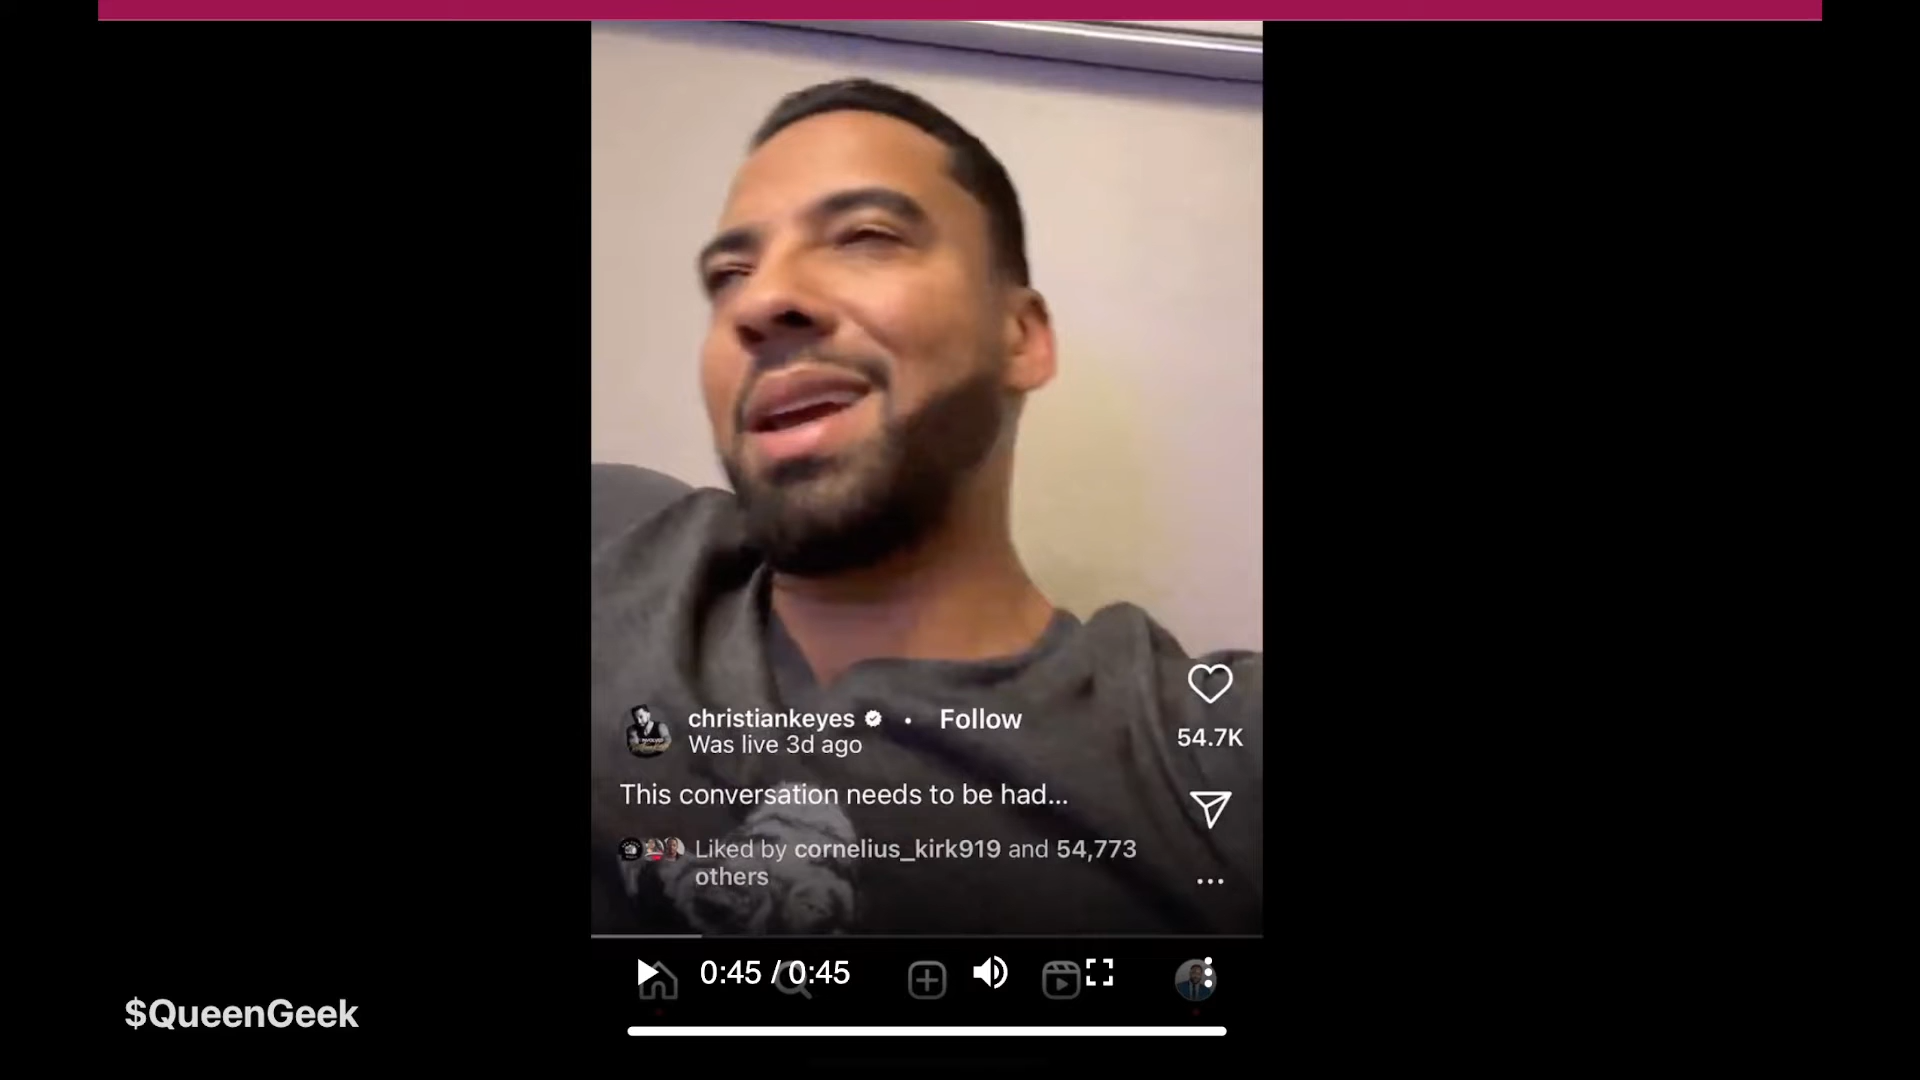 christiankeyes • Follow
Was live 3d ago
54.7K
This conversation needs to be had...
Liked by cornelius_kirk919 and 54,773
others
0:45 / 0:45
$QueenGeek